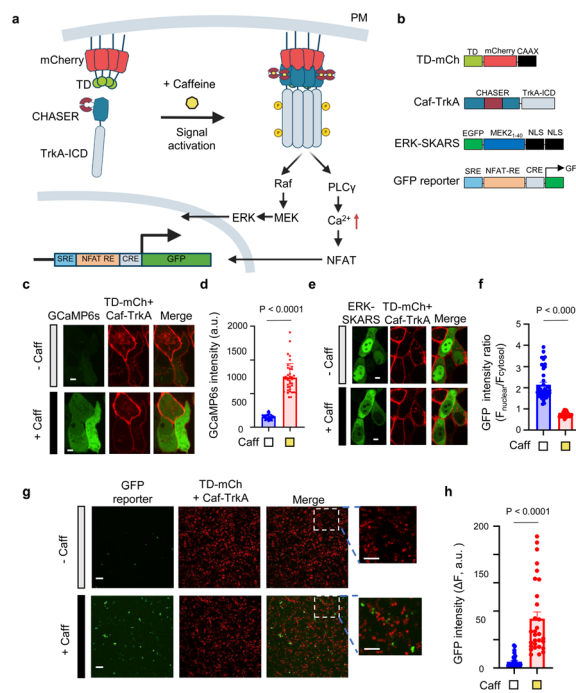 a
PM
mCherry
TD
+ Caffeine
CHASER
Signal
activation
TrkA-ICD
P
P
P
P
Raf
PLCγ
ERK
MEK
Ca2+
NFAT
SRE NFAT RE CRE GFP
b
TD mCherry CAAX
TD-mCh
CHASER TrkA-ICD
Caf-TrkA
EGFP MEK21-40 NLS NLS
ERK-SKARS
SRE NFAT-RE CRE GF
GFP reporter
c
TD-mCh+
GCaMP6s Caf-TrkA Merge
- Caff
+ Caff
d
P < 0.0001
GCaMP6s intensity (a.u.)
2000
1500
1000
500
0
Caff
e
ERK- TD-mCh+
SKARS Caf-TrkA Merge
- Caff
+ Caff
f
P < 0.000
GFP intensity ratio
(Fnuclear/Fcytosol)
5
4
3
2
1
0
Caff
g
GFP TD-mCh
reporter + Caf-TrkA Merge
- Caff
+ Caff
h
P < 0.0001
GFP intensity (ΔF, a.u.)
200
150
50
0
Caff